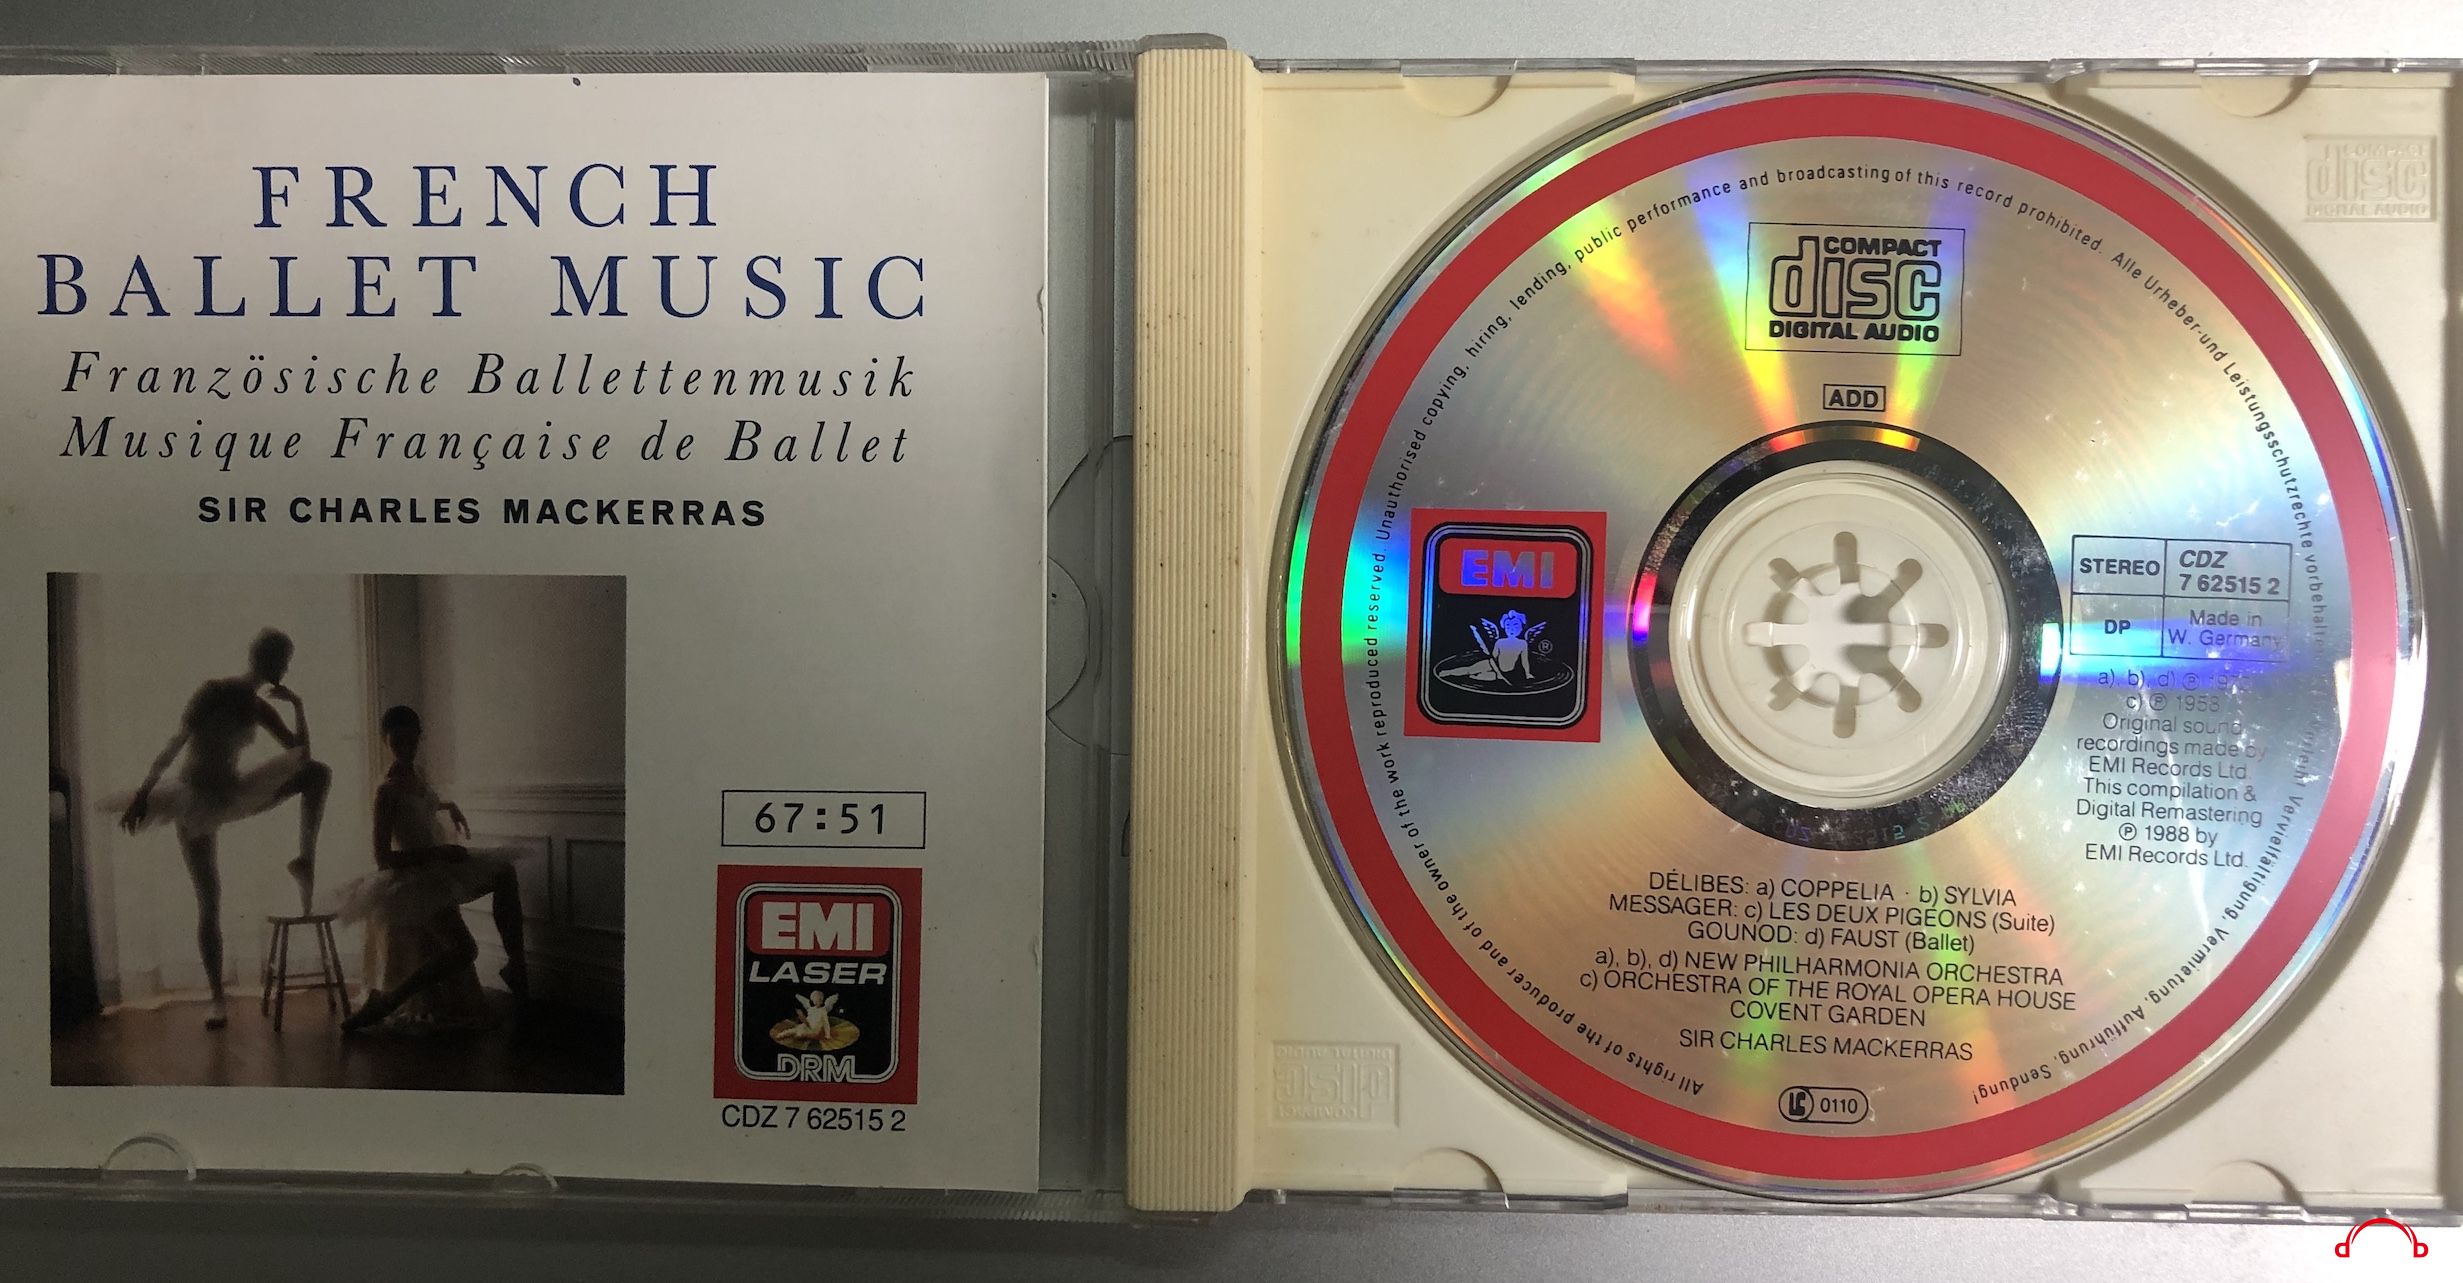 FRENCH
BALLET MUSIC
Französische Ballettenmusik
Musique Française de Ballet
SIR CHARLES MACKERRAS
67:51
EMI
LASER
DRM
CDZ 7 62515 2
All rights of the producer and of the owner of the work reproduced reserved. Unauthorised copying, hiring, lending, public performance and broadcasting of this record prohibited. Alle Urheber-und Leistungsschutzrechte vorbehalten Vervielfältigung, Vermietung, Aufführung, Sendung!
COMPACT
disc
DIGITAL AUDIO
ADD
EMI
®
STEREO
CDZ
7 62515 2
DP
Made in
W. Germany
a), b), d) ℗
c) ℗ 1958
Original sound
recordings made by
EMI Records Ltd.
This compilation &
Digital Remastering
℗ 1988 by
EMI Records Ltd.
DÉLIBES: a) COPPELIA · b) SYLVIA
MESSAGER: c) LES DEUX PIGEONS (Suite)
GOUNOD: d) FAUST (Ballet)
a), b), d) NEW PHILHARMONIA ORCHESTRA
c) ORCHESTRA OF THE ROYAL OPERA HOUSE
COVENT GARDEN
SIR CHARLES MACKERRAS
LC 0110
COMPACT
disc
DIGITAL AUDIO
COMPACT
disc
DIGITAL AUDIO
d b